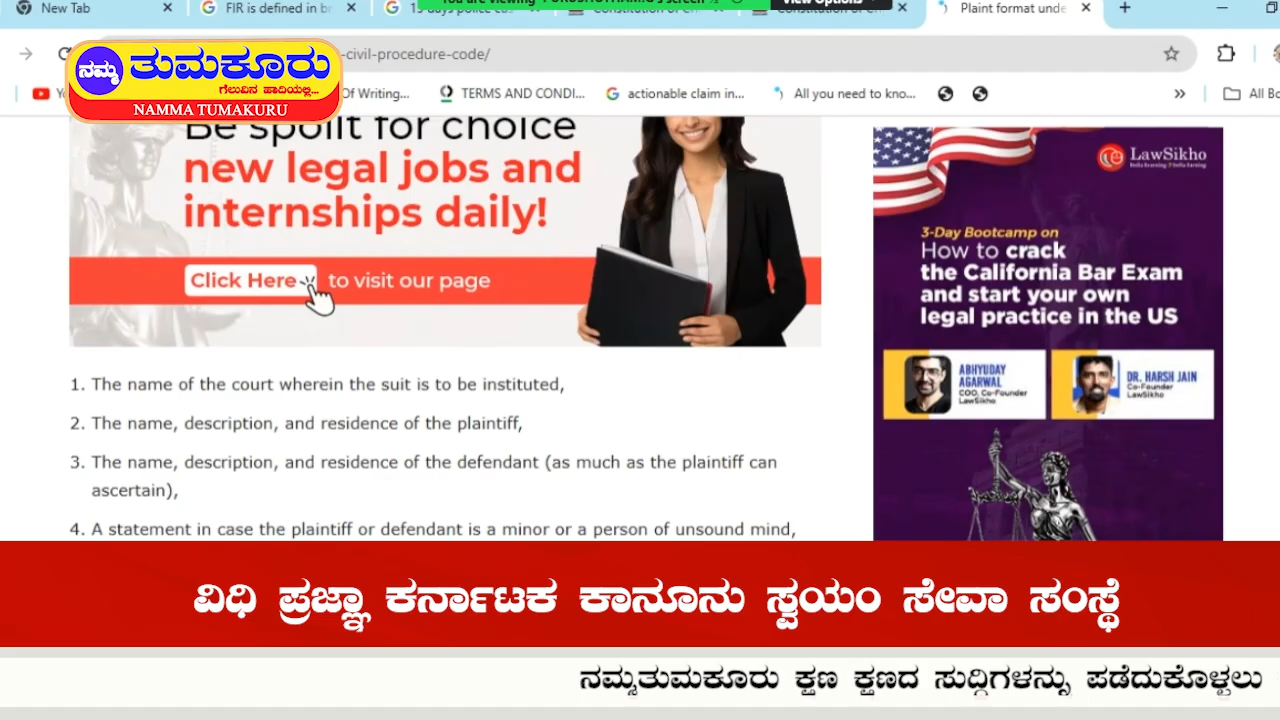 New Tab
FIR is defined in br
Plaint format unde
-civil-procedure-code/
Of Writing...
TERMS AND CONDI...
actionable claim in...
All you need to kno...
All Bo
ನಮ್ಮ ತುಮಕೂರು
ಗೆಲುವಿನ ಹಾದಿಯಲ್ಲಿ...
NAMMA TUMAKURU
Be spoilt for choice
new legal jobs and
internships daily!
Click Here to visit our page
1. The name of the court wherein the suit is to be instituted,
2. The name, description, and residence of the plaintiff,
3. The name, description, and residence of the defendant (as much as the plaintiff can
ascertain),
4. A statement in case the plaintiff or defendant is a minor or a person of unsound mind,
LawSikho
3-Day Bootcamp on
How to crack
the California Bar Exam
and start your own
legal practice in the US
ABHYUDAY
AGARWAL
COO, Co-Founder
LawSikho
DR. HARSH JAIN
Co-Founder
LawSikho
ವಿಧಿ ಪ್ರಜ್ಞಾ ಕರ್ನಾಟಕ ಕಾನೂನು ಸ್ವಯಂ ಸೇವಾ ಸಂಸ್ಥೆ
ನಮ್ಮತುಮಕೂರು ಕ್ಷಣ ಕ್ಷಣದ ಸುದ್ದಿಗಳನ್ನು ಪಡೆದುಕೊಳ್ಳಲು